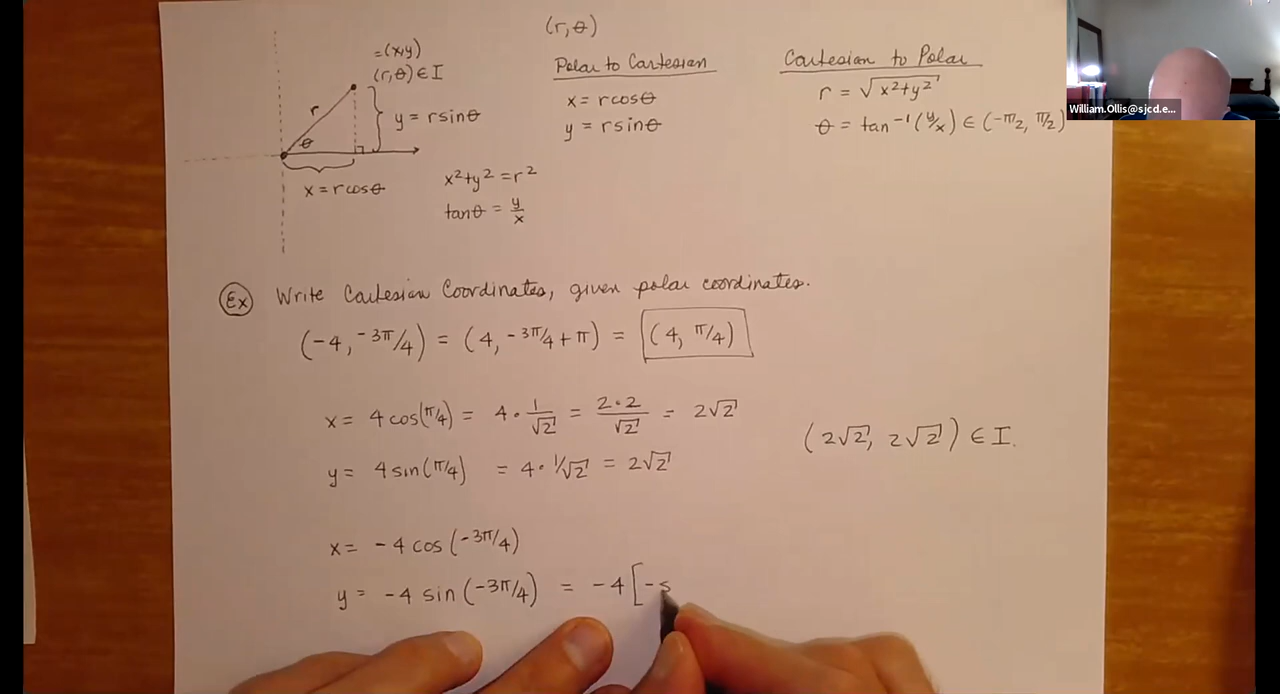 (r, θ)
= (x,y)
(r, θ) ∈ I
r
θ
y = r sinθ
x = r cosθ
x² + y² = r²
tanθ = y/x
Polar to Cartesian
x = r cosθ
y = r sinθ
Cartesian to Polar
r = √(x²+y²)
θ = tan⁻¹(y/x) ∈ (-π/2, π/2)
William.Ollis@sjcd.e...
Ex Write Cartesian Coordinates, given polar coordinates.
(-4, -3π/4) = (4, -3π/4 + π) = (4, π/4)
x = 4 cos(π/4) = 4 · 1/√2 = 2·2/√2 = 2√2
y = 4 sin(π/4) = 4 · 1/√2 = 2√2
(2√2, 2√2) ∈ I.
x = -4 cos(-3π/4)
y = -4 sin(-3π/4) = -4[-s